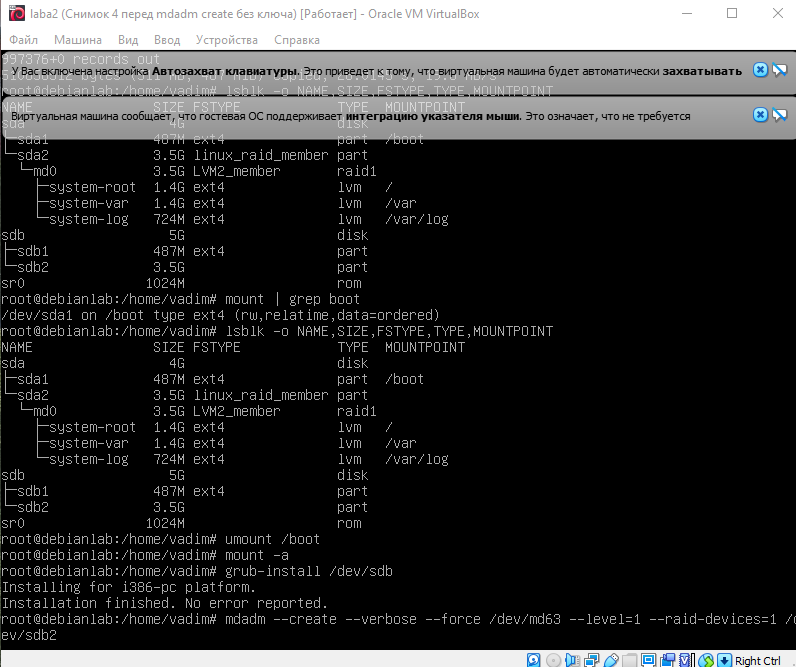 laba2 (Снимок 4 перед mdadm create без ключа) [Работает] - Oracle VM VirtualBox
Файл Машина Вид Ввод Устройства Справка
997376+0 records out
У Вас включена настройка Автозахват клавиатуры. Это приведет к тому, что виртуальная машина будет автоматически захватывать
root@debianlab:/home/vadim# lsblk -o NAME,SIZE,FSTYPE,TYPE,MOUNTPOINT
NAME SIZE FSTYPE TYPE MOUNTPOINT
Виртуальная машина сообщает, что гостевая ОС поддерживает интеграцию указателя мыши. Это означает, что не требуется
sda 4G disk
├─sda1 487M ext4 part /boot
└─sda2 3.5G linux_raid_member part
  └─md0 3.5G LVM2_member raid1
    ├─system-root 1.4G ext4 lvm /
    ├─system-var 1.4G ext4 lvm /var
    └─system-log 724M ext4 lvm /var/log
sdb 5G disk
├─sdb1 487M ext4 part
└─sdb2 3.5G part
sr0 1024M rom
root@debianlab:/home/vadim# mount | grep boot
/dev/sda1 on /boot type ext4 (rw,relatime,data=ordered)
root@debianlab:/home/vadim# lsblk -o NAME,SIZE,FSTYPE,TYPE,MOUNTPOINT
NAME SIZE FSTYPE TYPE MOUNTPOINT
sda 4G disk
├─sda1 487M ext4 part /boot
└─sda2 3.5G linux_raid_member part
  └─md0 3.5G LVM2_member raid1
    ├─system-root 1.4G ext4 lvm /
    ├─system-var 1.4G ext4 lvm /var
    └─system-log 724M ext4 lvm /var/log
sdb 5G disk
├─sdb1 487M ext4 part
└─sdb2 3.5G part
sr0 1024M rom
root@debianlab:/home/vadim# umount /boot
root@debianlab:/home/vadim# mount -a
root@debianlab:/home/vadim# grub-install /dev/sdb
Installing for i386-pc platform.
Installation finished. No error reported.
root@debianlab:/home/vadim# mdadm --create --verbose --force /dev/md63 --level=1 --raid-devices=1 /d
ev/sdb2
Right Ctrl